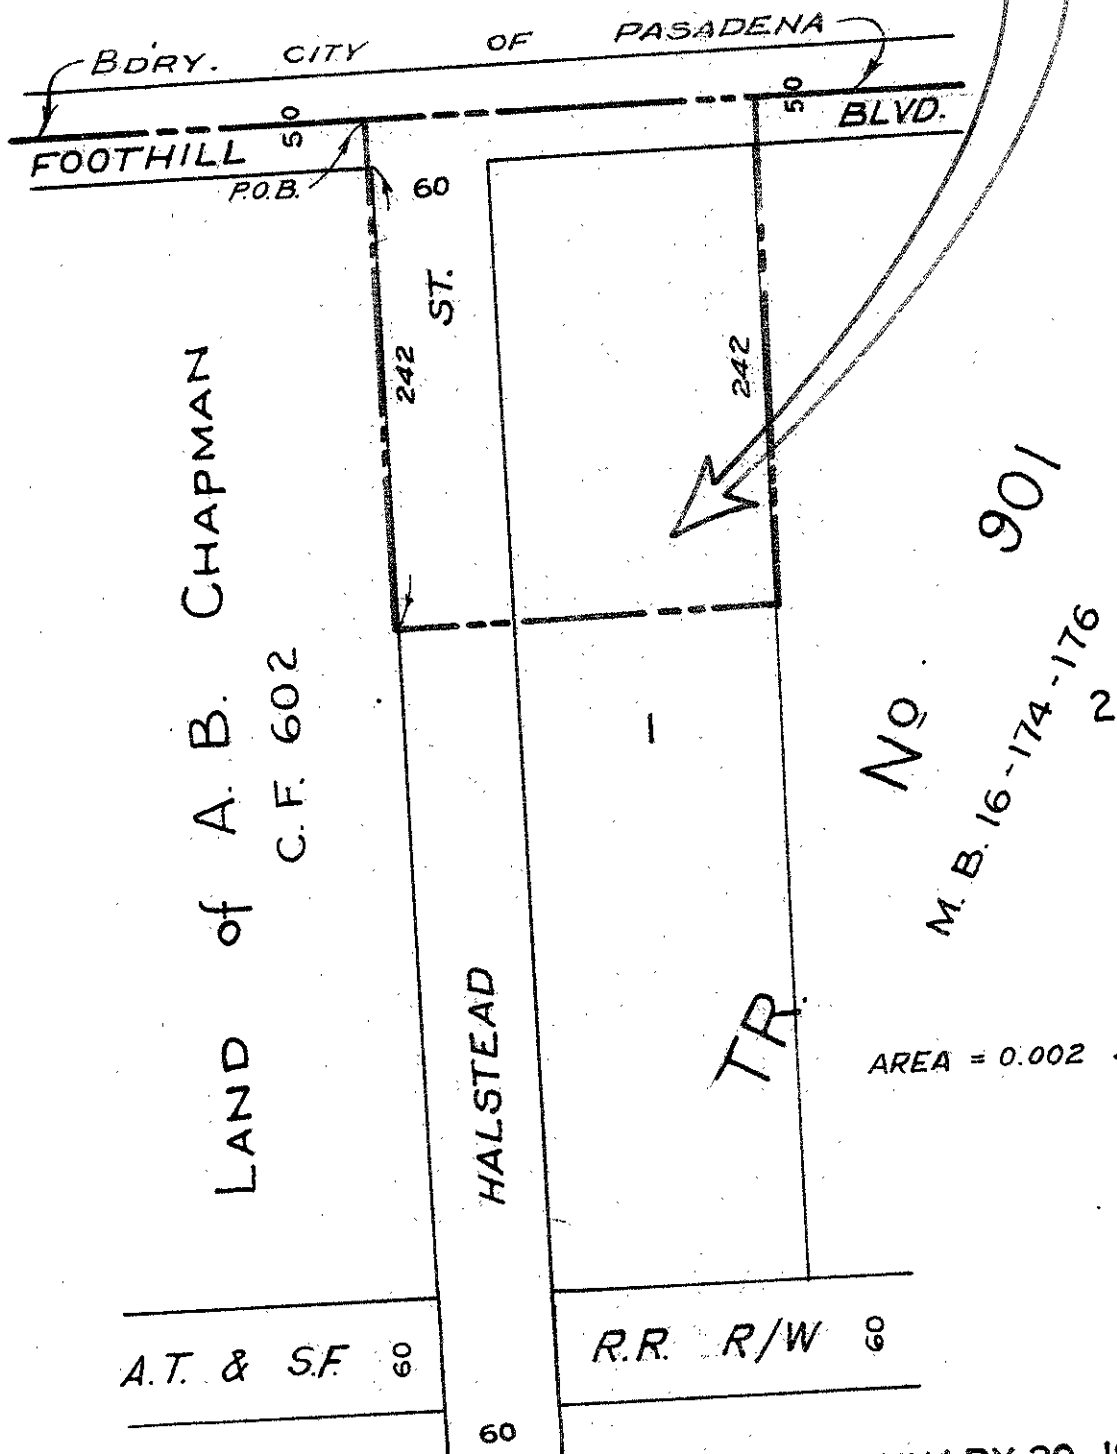 BDRY. CITY OF PASADENA
50
50
FOOTHILL
BLVD.
P.O.B.
60
ST.
242
242
LAND of A. B. CHAPMAN
C.F. 602
901
No.
TR.
M. B. 16-174-176
1
2
HALSTEAD
AREA = 0.002
A.T. & S.F. 60
R.R. R/W 60
60